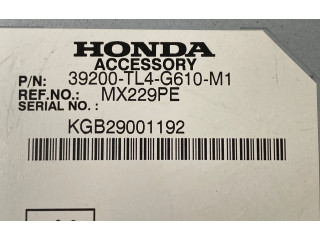 HONDA
ACCESSORY
P/N: 39200-TL4-G610-M1
REF.NO.: MX229PE
SERIAL NO.:
KGB29001192